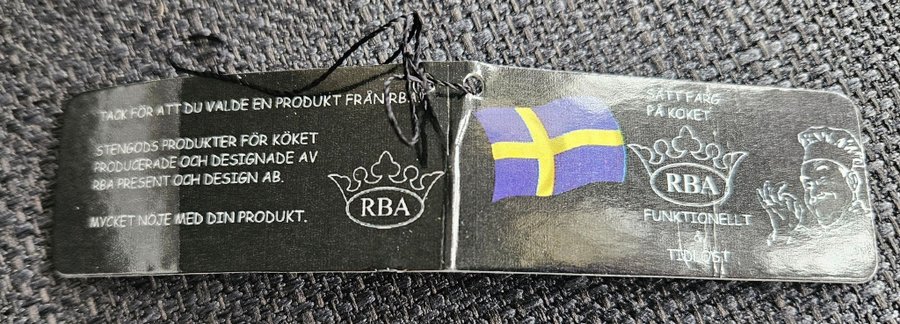 TACK FÖR ATT DU VALDE EN PRODUKT FRÅN RBA
STENGODS PRODUKTER FÖR KÖKET
PRODUCERADE OCH DESIGNADE AV
RBA PRESENT OCH DESIGN AB.
MYCKET NÖJE MED DIN PRODUKT.
RBA
SÄTT FÄRG
PÅ KÖKET
RBA
FUNKTIONELLT
&
TIDLÖST